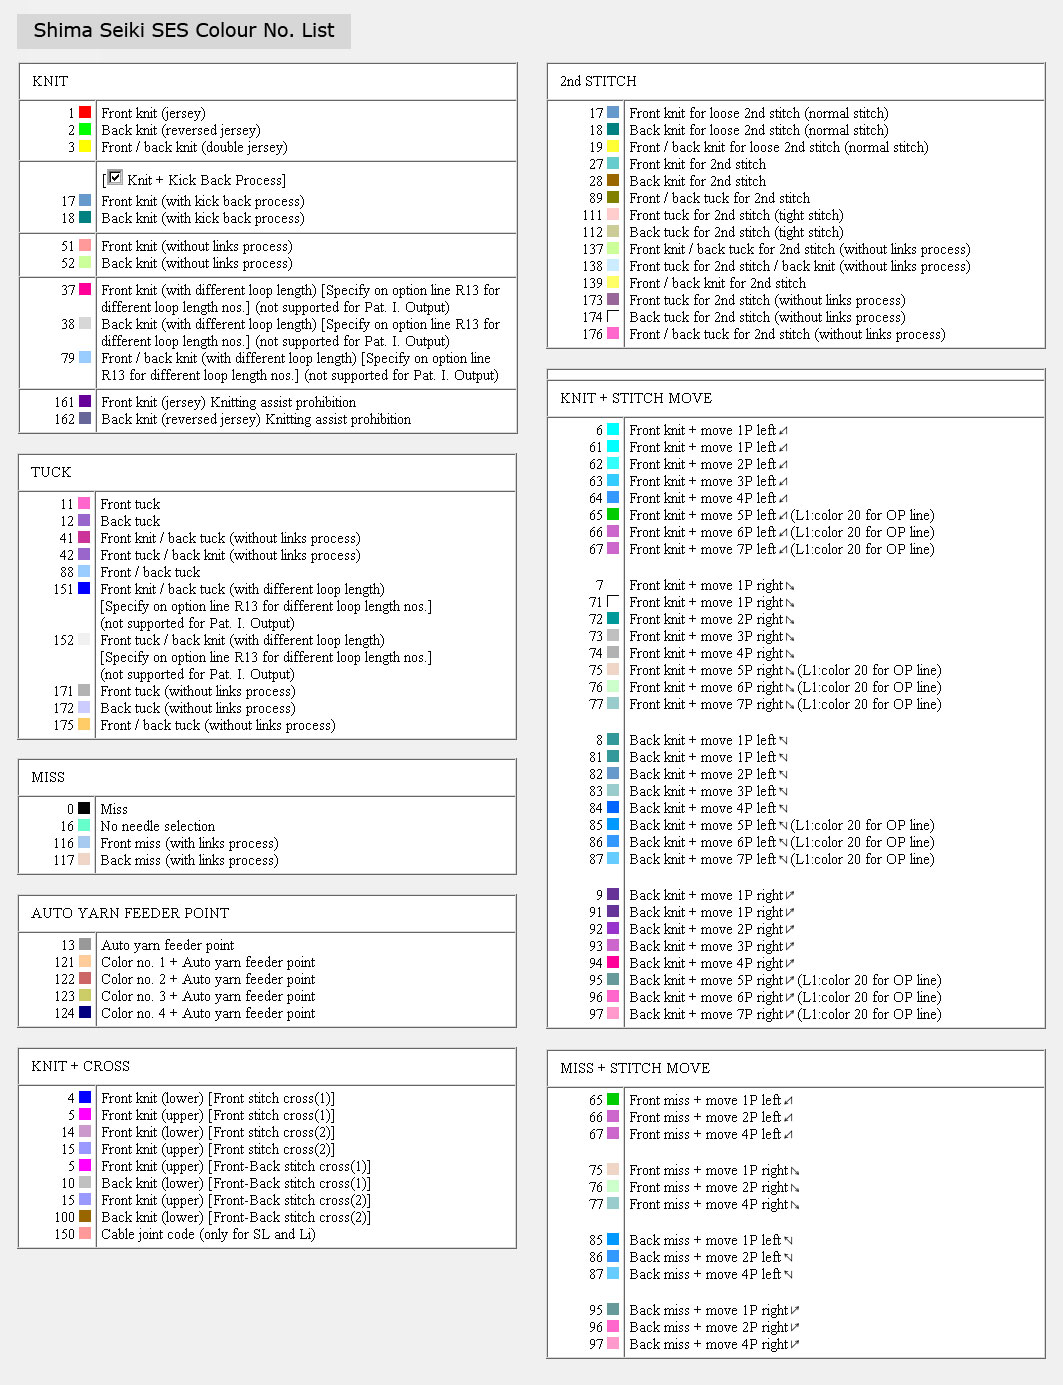 Shima Seiki SES Colour No. List
KNIT
1 Front knit (jersey)
2 Back knit (reversed jersey)
3 Front / back knit (double jersey)
[ Knit + Kick Back Process]
17 Front knit (with kick back process)
18 Back knit (with kick back process)
51 Front knit (without links process)
52 Back knit (without links process)
37 Front knit (with different loop length) [Specify on option line R13 for
different loop length nos.] (not supported for Pat. I. Output)
38 Back knit (with different loop length) [Specify on option line R13 for
different loop length nos.] (not supported for Pat. I. Output)
79 Front / back knit (with different loop length) [Specify on option line
R13 for different loop length nos.] (not supported for Pat. I. Output)
161 Front knit (jersey) Knitting assist prohibition
162 Back knit (reversed jersey) Knitting assist prohibition
TUCK
11 Front tuck
12 Back tuck
41 Front knit / back tuck (without links process)
42 Front tuck / back knit (without links process)
88 Front / back tuck
151 Front knit / back tuck (with different loop length)
[Specify on option line R13 for different loop length nos.]
(not supported for Pat. I. Output)
152 Front tuck / back knit (with different loop length)
[Specify on option line R13 for different loop length nos.]
(not supported for Pat. I. Output)
171 Front tuck (without links process)
172 Back tuck (without links process)
175 Front / back tuck (without links process)
MISS
0 Miss
16 No needle selection
116 Front miss (with links process)
117 Back miss (with links process)
AUTO YARN FEEDER POINT
13 Auto yarn feeder point
121 Color no. 1 + Auto yarn feeder point
122 Color no. 2 + Auto yarn feeder point
123 Color no. 3 + Auto yarn feeder point
124 Color no. 4 + Auto yarn feeder point
KNIT + CROSS
4 Front knit (lower) [Front stitch cross(1)]
5 Front knit (upper) [Front stitch cross(1)]
14 Front knit (lower) [Front stitch cross(2)]
15 Front knit (upper) [Front stitch cross(2)]
5 Front knit (upper) [Front-Back stitch cross(1)]
10 Back knit (lower) [Front-Back stitch cross(1)]
15 Front knit (upper) [Front-Back stitch cross(2)]
100 Back knit (lower) [Front-Back stitch cross(2)]
150 Cable joint code (only for SL and Li)
2nd STITCH
17 Front knit for loose 2nd stitch (normal stitch)
18 Back knit for loose 2nd stitch (normal stitch)
19 Front / back knit for loose 2nd stitch (normal stitch)
27 Front knit for 2nd stitch
28 Back knit for 2nd stitch
89 Front / back tuck for 2nd stitch
111 Front tuck for 2nd stitch (tight stitch)
112 Back tuck for 2nd stitch (tight stitch)
137 Front knit / back tuck for 2nd stitch (without links process)
138 Front tuck for 2nd stitch / back knit (without links process)
139 Front / back knit for 2nd stitch
173 Front tuck for 2nd stitch (without links process)
174 Back tuck for 2nd stitch (without links process)
176 Front / back tuck for 2nd stitch (without links process)
KNIT + STITCH MOVE
6 Front knit + move 1P left
61 Front knit + move 1P left
62 Front knit + move 2P left
63 Front knit + move 3P left
64 Front knit + move 4P left
65 Front knit + move 5P left (L1:color 20 for OP line)
66 Front knit + move 6P left (L1:color 20 for OP line)
67 Front knit + move 7P left (L1:color 20 for OP line)
7 Front knit + move 1P right
71 Front knit + move 1P right
72 Front knit + move 2P right
73 Front knit + move 3P right
74 Front knit + move 4P right
75 Front knit + move 5P right (L1:color 20 for OP line)
76 Front knit + move 6P right (L1:color 20 for OP line)
77 Front knit + move 7P right (L1:color 20 for OP line)
8 Back knit + move 1P left
81 Back knit + move 1P left
82 Back knit + move 2P left
83 Back knit + move 3P left
84 Back knit + move 4P left
85 Back knit + move 5P left (L1:color 20 for OP line)
86 Back knit + move 6P left (L1:color 20 for OP line)
87 Back knit + move 7P left (L1:color 20 for OP line)
9 Back knit + move 1P right
91 Back knit + move 1P right
92 Back knit + move 2P right
93 Back knit + move 3P right
94 Back knit + move 4P right
95 Back knit + move 5P right (L1:color 20 for OP line)
96 Back knit + move 6P right (L1:color 20 for OP line)
97 Back knit + move 7P right (L1:color 20 for OP line)
MISS + STITCH MOVE
65 Front miss + move 1P left
66 Front miss + move 2P left
67 Front miss + move 4P left
75 Front miss + move 1P right
76 Front miss + move 2P right
77 Front miss + move 4P right
85 Back miss + move 1P left
86 Back miss + move 2P left
87 Back miss + move 4P left
95 Back miss + move 1P right
96 Back miss + move 2P right
97 Back miss + move 4P right